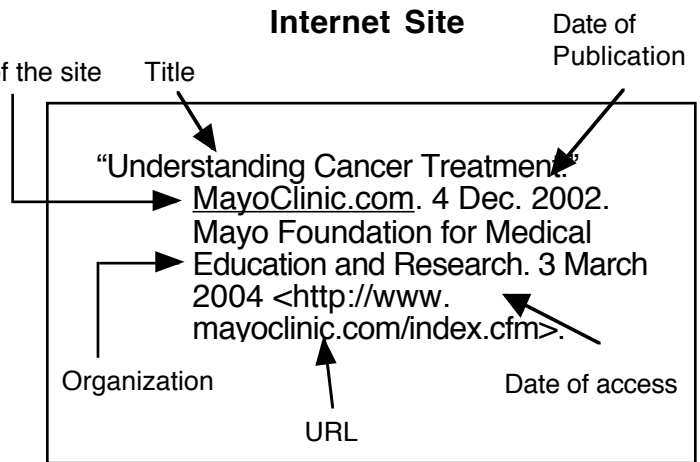 Internet Site
Date of
Publication
of the site
Title
“Understanding Cancer Treatment.”
MayoClinic.com. 4 Dec. 2002.
Mayo Foundation for Medical
Education and Research. 3 March
2004 <http://www.
mayoclinic.com/index.cfm>.
Organization
Date of access
URL